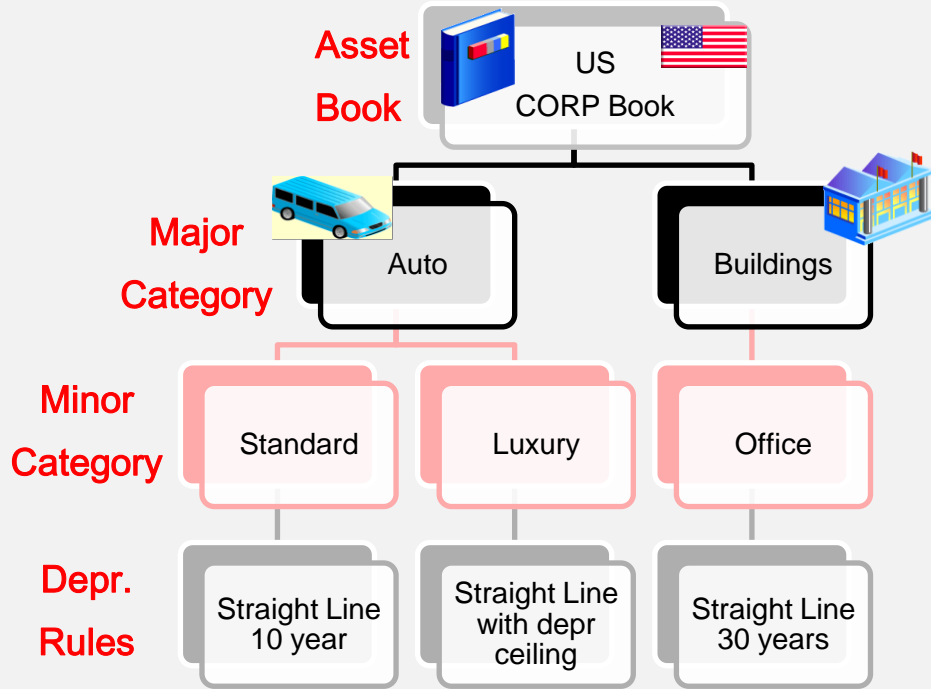 Asset
Book
US
CORP Book
Major
Category
Auto
Buildings
Minor
Category
Standard
Luxury
Office
Depr.
Rules
Straight Line
10 year
Straight Line
with depr
ceiling
Straight Line
30 years